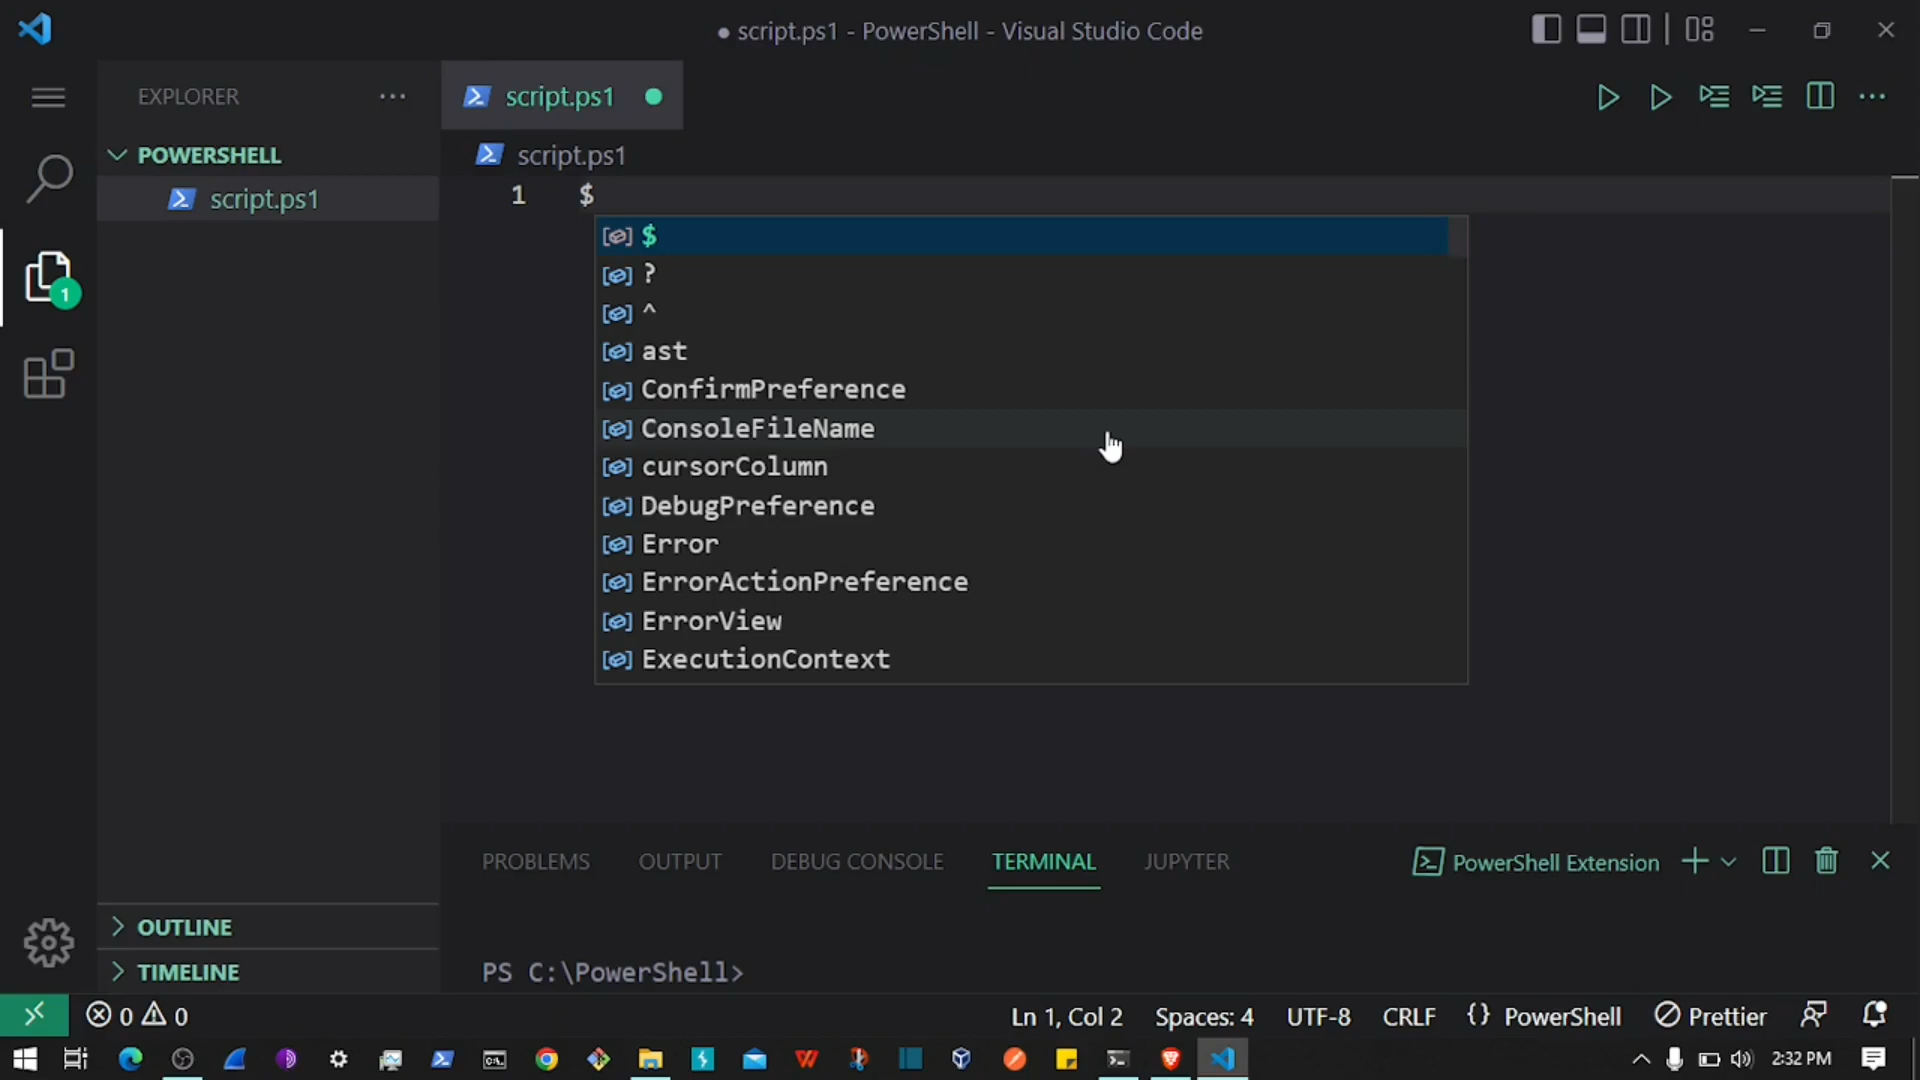 ● script.ps1 - PowerShell - Visual Studio Code
EXPLORER
script.ps1
POWERSHELL
script.ps1
script.ps1
1 $
$
?
^
ast
ConfirmPreference
ConsoleFileName
cursorColumn
DebugPreference
Error
ErrorActionPreference
ErrorView
ExecutionContext
1
PROBLEMS OUTPUT DEBUG CONSOLE TERMINAL JUPYTER PowerShell Extension
OUTLINE
TIMELINE
PS C:\PowerShell>
0 0 Ln 1, Col 2 Spaces: 4 UTF-8 CRLF {} PowerShell Prettier
2:32 PM